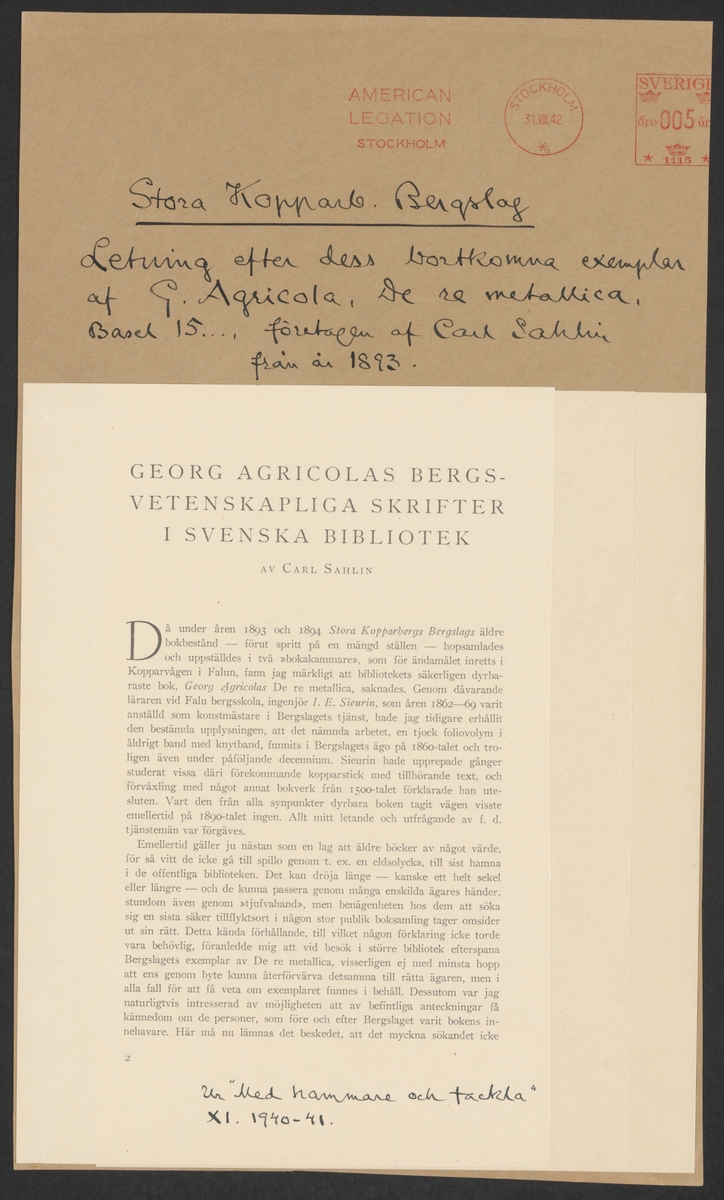 AMERICAN
LEGATION
STOCKHOLM
STOCKHOLM
31.VIII.42
SVERIGE
öre 005 ör
1115
Stora Kopparb. Bergslag
Letning efter dess bortkomna exemplar
af G. Agricola, De re metallica,
Basel 15..., företagen af Carl Sahlin
från år 1893.
GEORG AGRICOLAS BERGS-
VETENSKAPLIGA SKRIFTER
I SVENSKA BIBLIOTEK
AV CARL SAHLIN
Då under åren 1893 och 1894 Stora Kopparbergs Bergslags äldre
bokbestånd — förut spritt på en mängd ställen — hopsamlades
och uppställdes i två »bokakammare», som för ändamålet inretts i
Kopparvågen i Falun, fann jag märkligt att bibliotekets säkerligen dyrba-
raste bok, Georg Agricolas De re metallica, saknades. Genom dåvarande
läraren vid Falu bergsskola, ingenjör I. E. Sieurin, som åren 1862—69 varit
anställd som konstmästare i Bergslagets tjänst, hade jag tidigare erhållit
den bestämda upplysningen, att det nämnda arbetet, en tjock foliovolym i
åldrigt band med knytband, funnits i Bergslagets ägo på 1860-talet och tro-
ligen även under påföljande decennium. Sieurin hade upprepade gånger
studerat vissa däri förekommande kopparstick med tillhörande text, och
förväxling med något annat bokverk från 1500-talet förklarade han ute-
sluten. Vart den från alla synpunkter dyrbara boken tagit vägen visste
emellertid på 1890-talet ingen. Allt mitt letande och utfrågande av f. d.
tjänstemän var förgäves.
Emellertid gäller ju nästan som en lag att äldre böcker av något värde,
för så vitt de icke gå till spillo genom t. ex. en eldsolycka, till sist hamna
i de offentliga biblioteken. Det kan dröja länge — kanske ett helt sekel
eller längre — och de kunna passera genom många enskilda ägares händer,
stundom även genom »tjufvahand», men benägenheten hos dem att söka
sig en sista säker tillflyktsort i någon stor publik boksamling tager omsider
ut sin rätt. Detta kända förhållande, till vilket någon förklaring icke torde
vara behövlig, föranledde mig att vid besök i större bibliotek efterspana
Bergslagets exemplar av De re metallica, visserligen ej med minsta hopp
att ens genom byte kunna återförvärva detsamma till rätta ägaren, men i
alla fall för att få veta om exemplaret funnes i behåll. Dessutom var jag
naturligtvis intresserad av möjligheten att av befintliga anteckningar få
kännedom om de personer, som före och efter Bergslaget varit bokens in-
nehavare. Här må nu lämnas det beskedet, att det myckna sökandet icke
2
Ur "Med hammare och fackla"
XI. 1940-41.